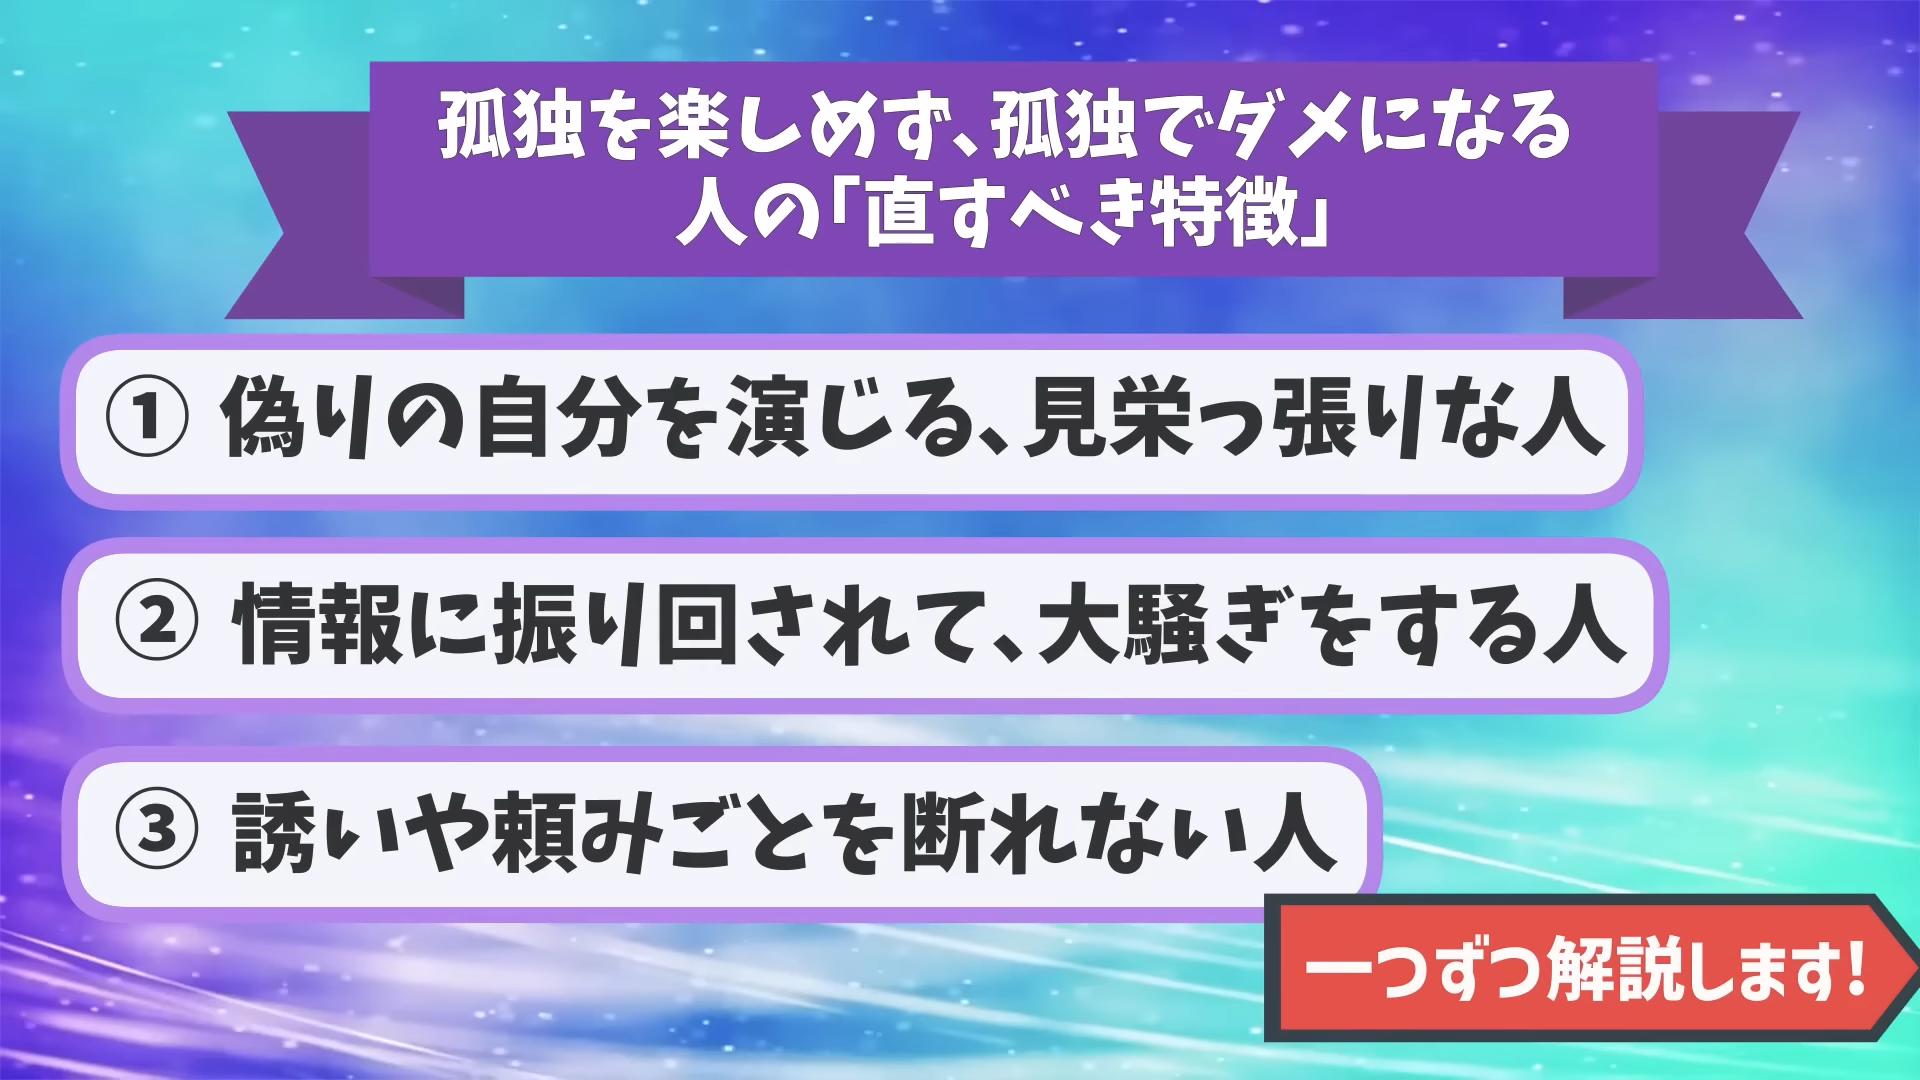 孤独を楽しめず、孤独でダメになる
人の「直すべき特徴」
① 偽りの自分を演じる、見栄っ張りな人
② 情報に振り回されて、大騒ぎをする人
③ 誘いや頼みごとを断れない人
一つずつ解説します!